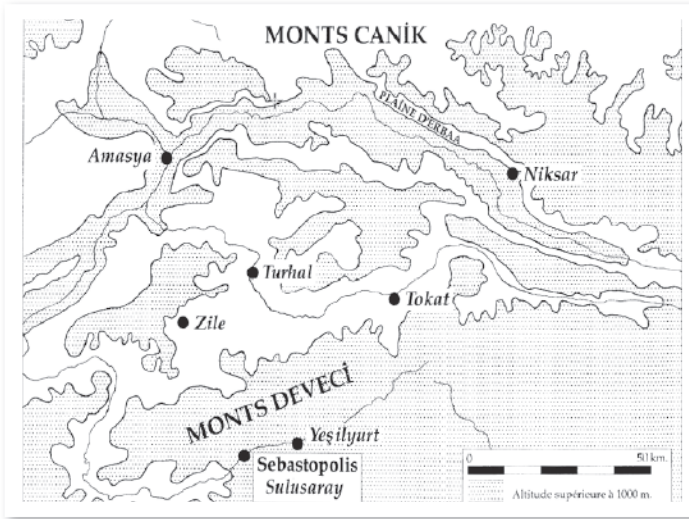 MONTS CANİK
PLAINE D'ERBAA
Amasya
Niksar
Turhal
Tokat
Zile
MONTS DEVECİ
Yeşilyurt
Sebastopolis
Sulusaray
0 50 km.
Altitude supérieure à 1000 m.